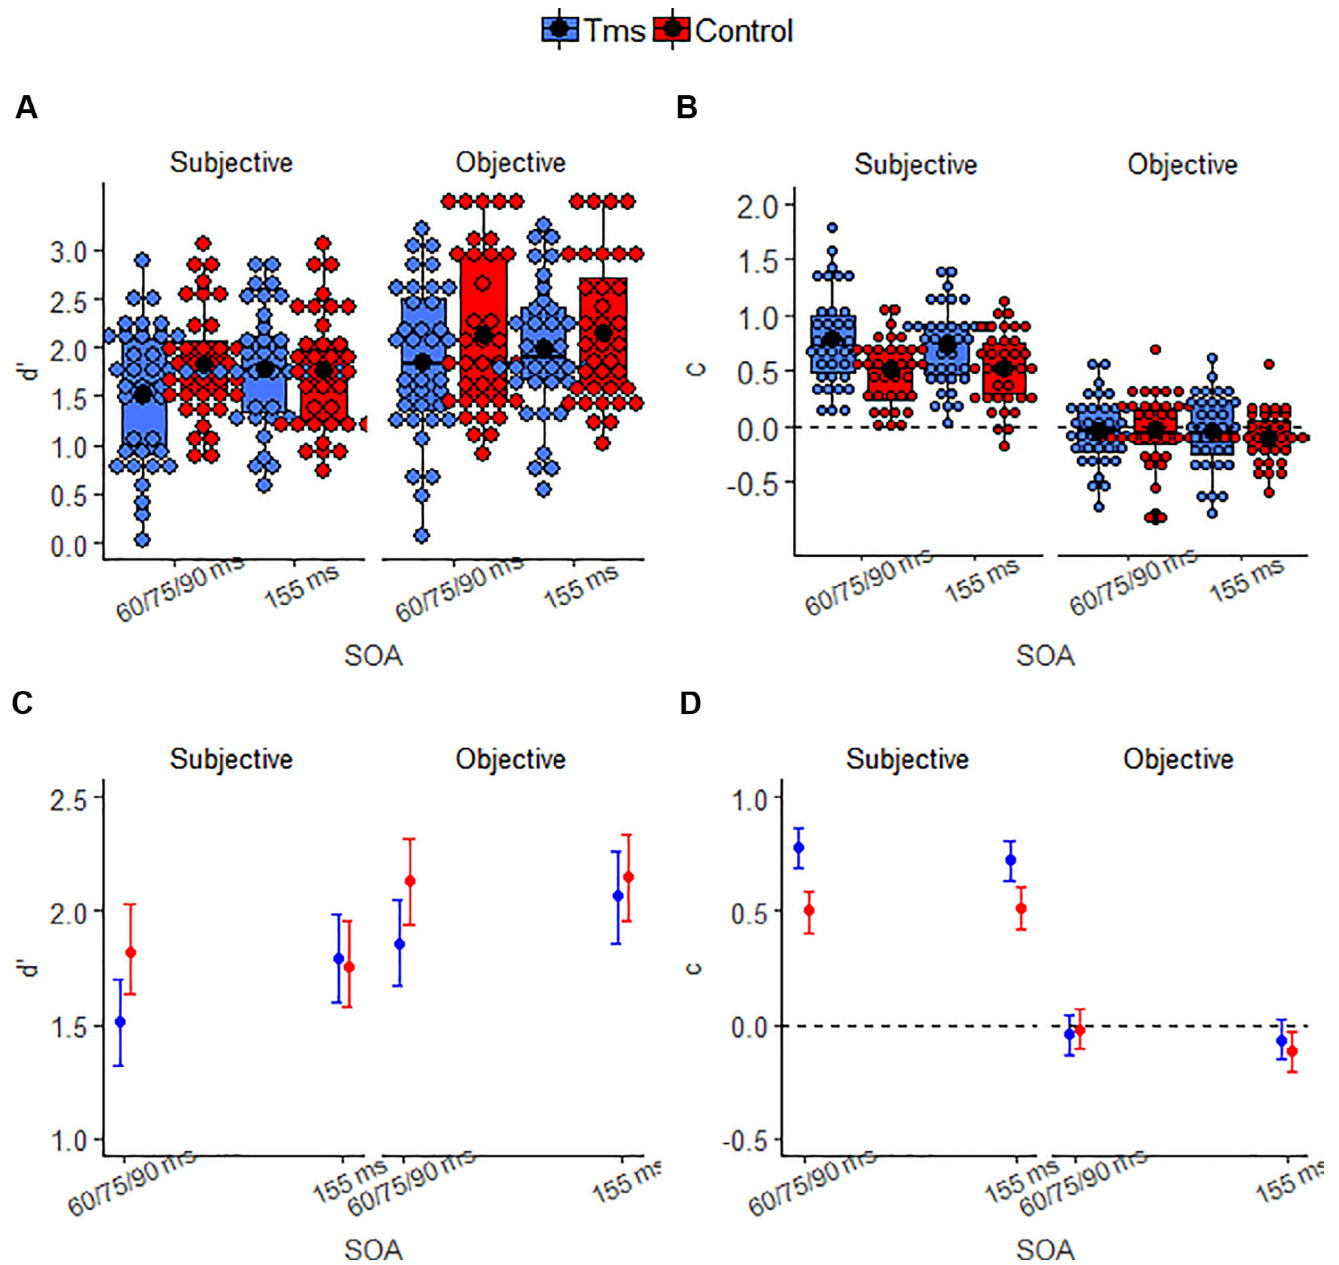 Tms Control
A
Subjective Objective
d'
3.0
2.5
2.0
1.5
1.0
0.5
0.0
60/75/90 ms 155 ms 60/75/90 ms 155 ms
SOA
B
Subjective Objective
C
2.0
1.5
1.0
0.5
0.0
-0.5
60/75/90 ms 155 ms 60/75/90 ms 155 ms
SOA
C
Subjective Objective
d'
2.5
2.0
1.5
1.0
60/75/90 ms 155 ms 60/75/90 ms 155 ms
SOA
D
Subjective Objective
c
1.0
0.5
0.0
-0.5
60/75/90 ms 155 ms 60/75/90 ms 155 ms
SOA